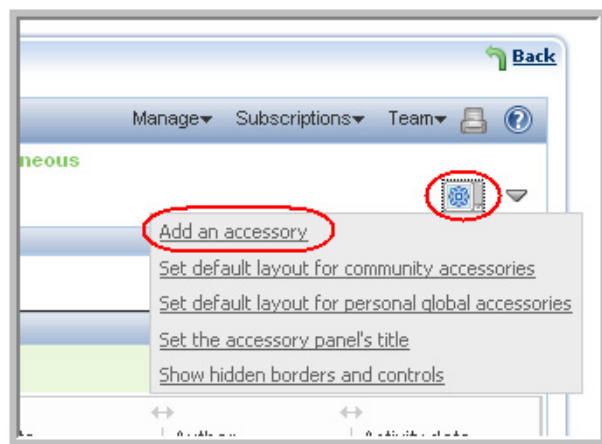 Back
Manage Subscriptions Team
neous
Add an accessory
Set default layout for community accessories
Set default layout for personal global accessories
Set the accessory panel's title
Show hidden borders and controls